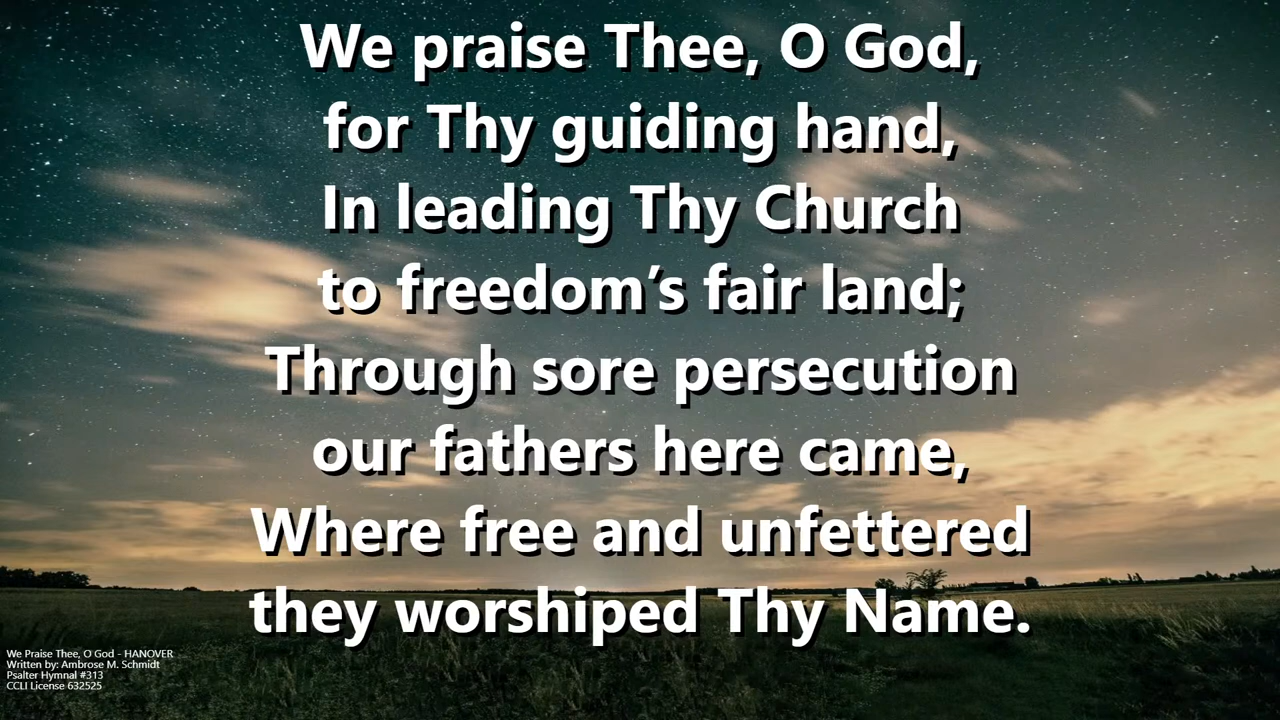 We praise Thee, O God,
for Thy guiding hand,
In leading Thy Church
to freedom’s fair land;
Through sore persecution
our fathers here came,
Where free and unfettered
they worshiped Thy Name.
We Praise Thee, O God - HANOVER
Written by: Ambrose M. Schmidt
Psalter Hymnal #313
CCLI License 632525